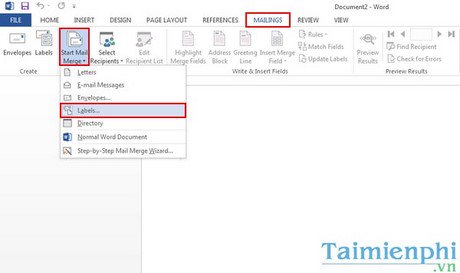 Document2 - Word
FILE HOME INSERT DESIGN PAGE LAYOUT REFERENCES MAILINGS REVIEW VIEW
Envelopes Labels Start Mail Merge Select Recipients Edit Recipient List Highlight Merge Fields Address Block Greeting Line Insert Merge Field Rules Match Fields Update Labels Preview Results Find Recipient Check for Errors
Create Write & Insert Fields Preview Results
Letters
E-mail Messages
Envelopes...
Labels...
Directory
Normal Word Document
Step-by-Step Mail Merge Wizard...
Taimienphi
.vn